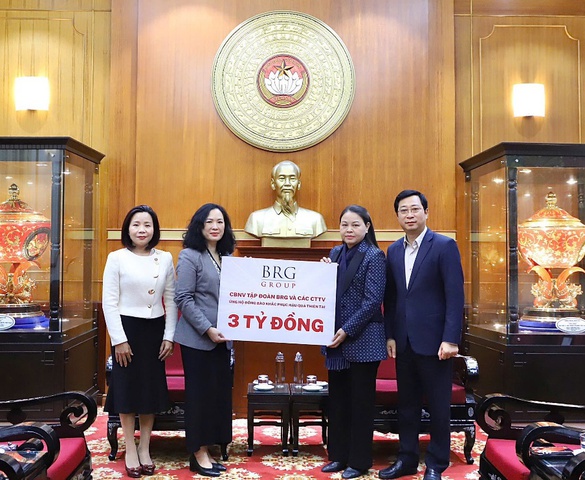 BRG
GROUP
CBNV TẬP ĐOÀN BRG VÀ CÁC CTTV
ỦNG HỘ ĐỒNG BÀO KHẮC PHỤC HẬU QUẢ THIÊN TAI
3 TỶ ĐỒNG